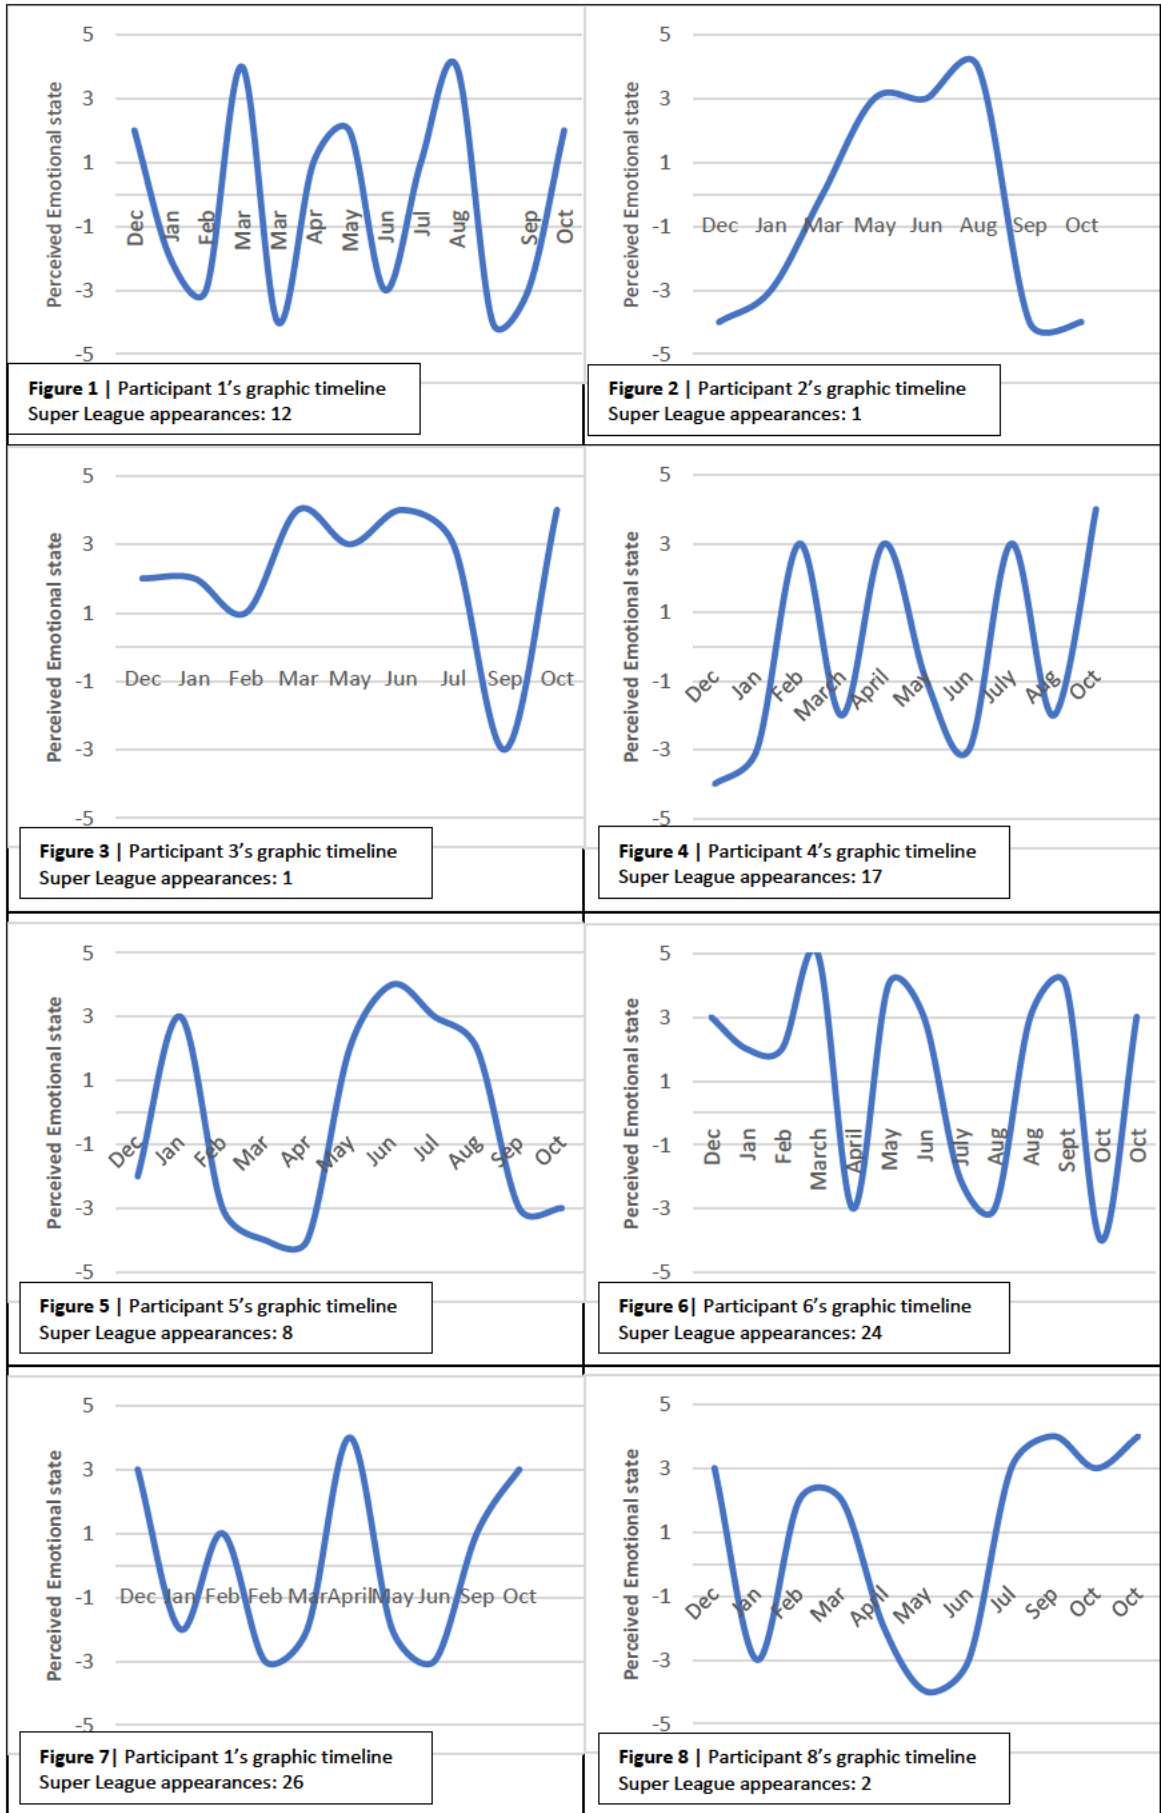 5
3
1
-1
-3
-5
Perceived Emotional state
Dec Jan Feb Mar Mar Apr May Jun Jul Aug Sep Oct
Figure 1 | Participant 1's graphic timeline
Super League appearances: 12
5
3
1
-1
-3
-5
Perceived Emotional state
Dec Jan Mar May Jun Aug Sep Oct
Figure 2 | Participant 2's graphic timeline
Super League appearances: 1
5
3
1
-1
-3
-5
Perceived Emotional state
Dec Jan Feb Mar May Jun Jul Sep Oct
Figure 3 | Participant 3's graphic timeline
Super League appearances: 1
5
3
1
-1
-3
-5
Perceived Emotional state
Dec Jan Feb March April May Jun July Aug Oct
Figure 4 | Participant 4's graphic timeline
Super League appearances: 17
5
3
1
-1
-3
-5
Perceived Emotional state
Dec Jan Feb Mar Apr May Jun Jul Aug Sep Oct
Figure 5 | Participant 5's graphic timeline
Super League appearances: 8
5
3
1
-1
-3
-5
Perceived Emotional state
Dec Jan Feb March April May Jun July Aug Aug Sept Oct Oct
Figure 6| Participant 6's graphic timeline
Super League appearances: 24
5
3
1
-1
-3
-5
Perceived Emotional state
Dec Jan Feb Feb Mar April May Jun Sep Oct
Figure 7| Participant 1's graphic timeline
Super League appearances: 26
5
3
1
-1
-3
-5
Perceived Emotional state
Dec Jan Feb Mar April May Jun Jul Sep Oct Oct
Figure 8 | Participant 8's graphic timeline
Super League appearances: 2